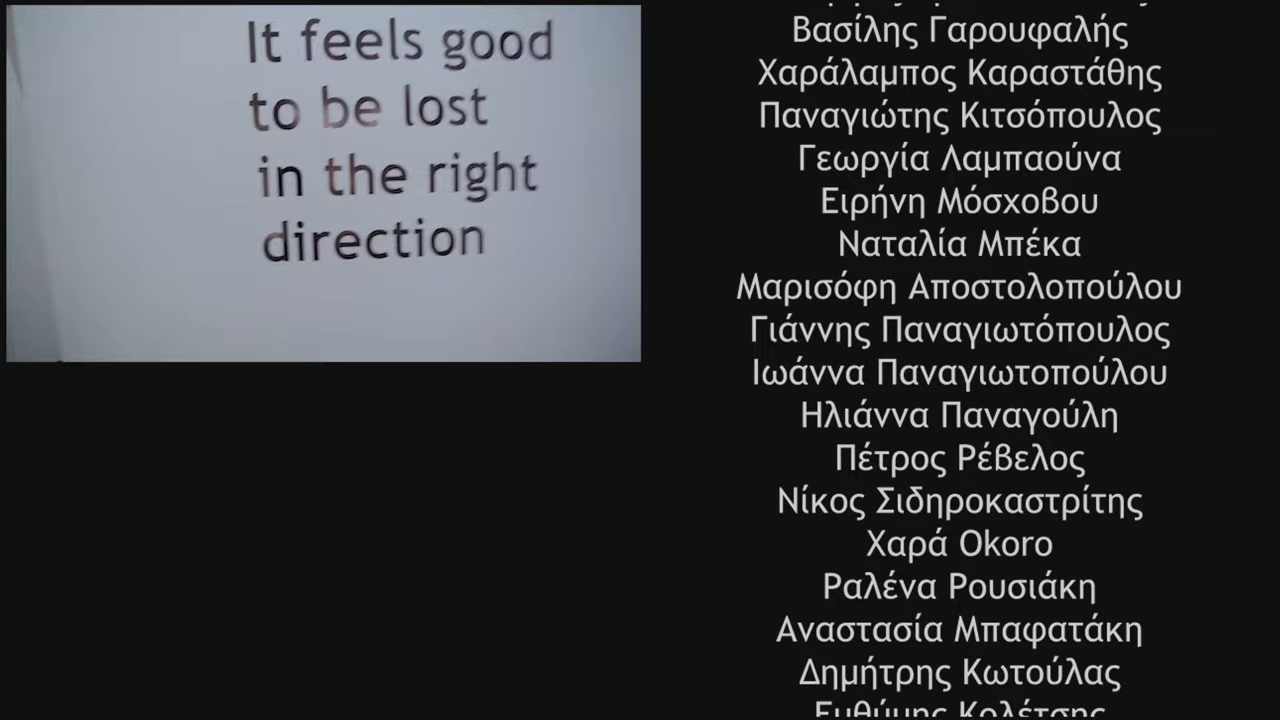 It feels good
to be lost
in the right
direction
Βασίλης Γαρουφαλής
Χαράλαμπος Καραστάθης
Παναγιώτης Κιτσόπουλος
Γεωργία Λαμπαούνα
Ειρήνη Μόσχοβου
Ναταλία Μπέκα
Μαρισόφη Αποστολοπούλου
Γιάννης Παναγιωτόπουλος
Ιωάννα Παναγιωτοπούλου
Ηλιάννα Παναγούλη
Πέτρος Ρέβελος
Νίκος Σιδηροκαστρίτης
Χαρά Okoro
Ραλένα Ρουσιάκη
Αναστασία Μπαφατάκη
Δημήτρης Κωτούλας
Ευθύμης Κολέτσης